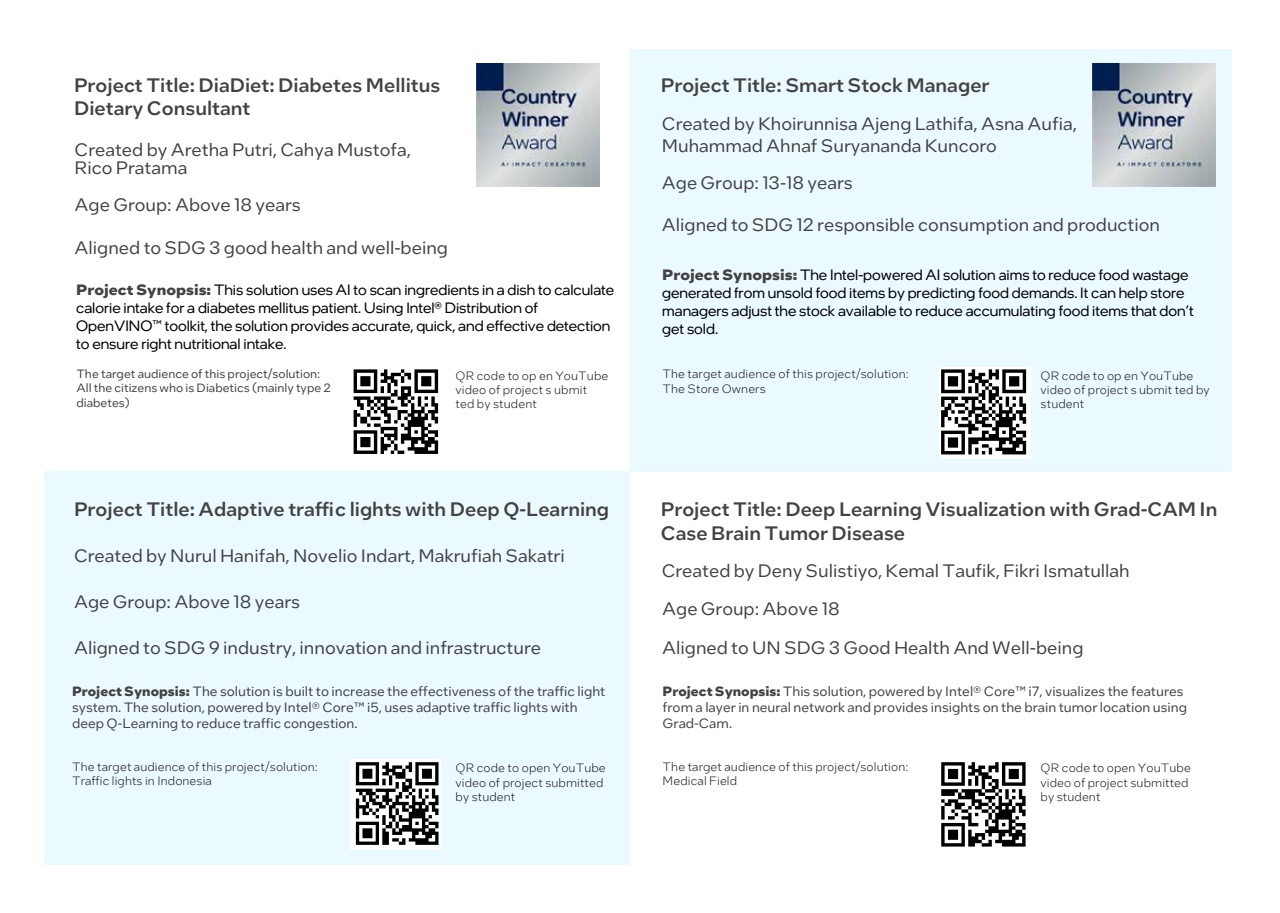 Project Title: DiaDiet: Diabetes Mellitus
Dietary Consultant
Created by Aretha Putri, Cahya Mustofa,
Rico Pratama
Age Group: Above 18 years
Aligned to SDG 3 good health and well-being
Project Synopsis: This solution uses AI to scan ingredients in a dish to calculate
calorie intake for a diabetes mellitus patient. Using Intel® Distribution of
OpenVINO™ toolkit, the solution provides accurate, quick, and effective detection
to ensure right nutritional intake.
The target audience of this project/solution:
All the citizens who is Diabetics (mainly type 2
diabetes)
QR code to op en YouTube
video of project s ubmit
ted by student
Country
Winner
Award
AI IMPACT CREATORS
Project Title: Smart Stock Manager
Created by Khoirunnisa Ajeng Lathifa, Asna Aufia,
Muhammad Ahnaf Suryananda Kuncoro
Age Group: 13-18 years
Aligned to SDG 12 responsible consumption and production
Project Synopsis: The Intel-powered AI solution aims to reduce food wastage
generated from unsold food items by predicting food demands. It can help store
managers adjust the stock available to reduce accumulating food items that don't
get sold.
The target audience of this project/solution:
The Store Owners
QR code to op en YouTube
video of project s ubmit ted by
student
Country
Winner
Award
AI IMPACT CREATORS
Project Title: Adaptive traffic lights with Deep Q-Learning
Created by Nurul Hanifah, Novelio Indart, Makrufiah Sakatri
Age Group: Above 18 years
Aligned to SDG 9 industry, innovation and infrastructure
Project Synopsis: The solution is built to increase the effectiveness of the traffic light
system. The solution, powered by Intel® Core™ i5, uses adaptive traffic lights with
deep Q-Learning to reduce traffic congestion.
The target audience of this project/solution:
Traffic lights in Indonesia
QR code to open YouTube
video of project submitted
by student
Project Title: Deep Learning Visualization with Grad-CAM In
Case Brain Tumor Disease
Created by Deny Sulistiyo, Kemal Taufik, Fikri Ismatullah
Age Group: Above 18
Aligned to UN SDG 3 Good Health And Well-being
Project Synopsis: This solution, powered by Intel® Core™ i7, visualizes the features
from a layer in neural network and provides insights on the brain tumor location using
Grad-Cam.
The target audience of this project/solution:
Medical Field
QR code to open YouTube
video of project submitted
by student